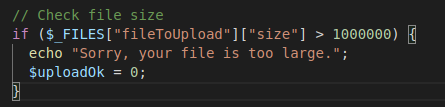 // Check file size
if ($_FILES["fileToUpload"]["size"] > 1000000) {
  echo "Sorry, your file is too large.";
  $uploadOk = 0;
}